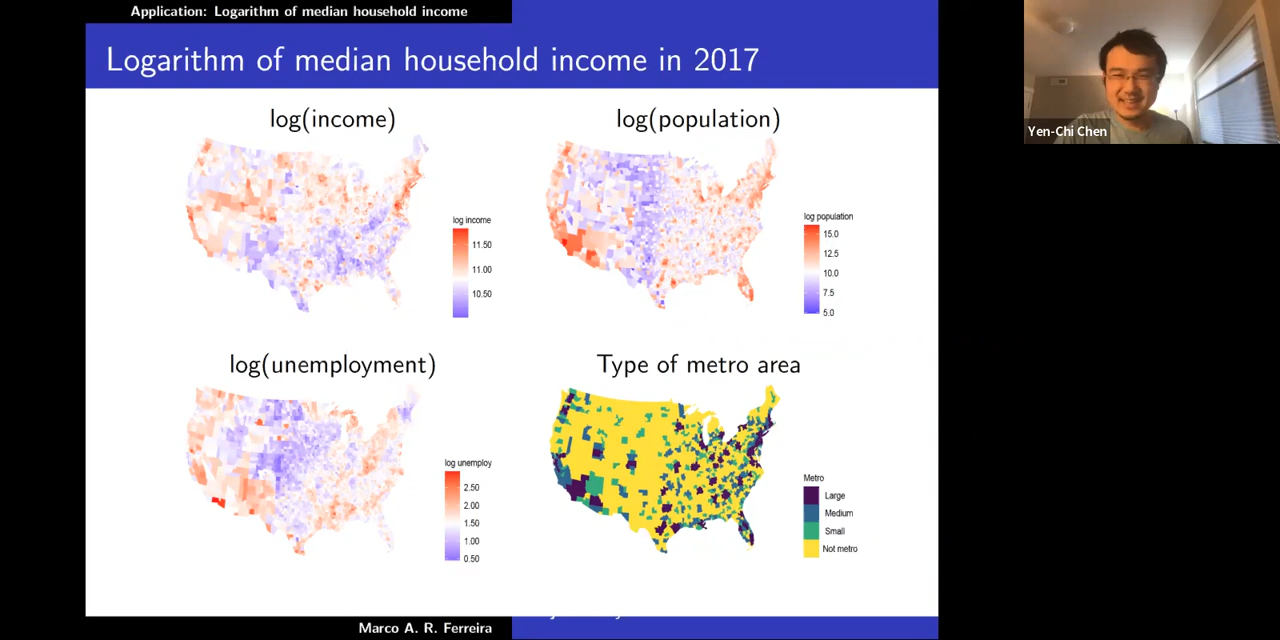 Application: Logarithm of median household income
Logarithm of median household income in 2017
log(income)
log income
11.50
11.00
10.50
log(population)
log population
15.0
12.5
10.0
7.5
5.0
log(unemployment)
log unemploy
2.50
2.00
1.50
1.00
0.50
Type of metro area
Metro
Large
Medium
Small
Not metro
Marco A. R. Ferreira
Yen-Chi Chen